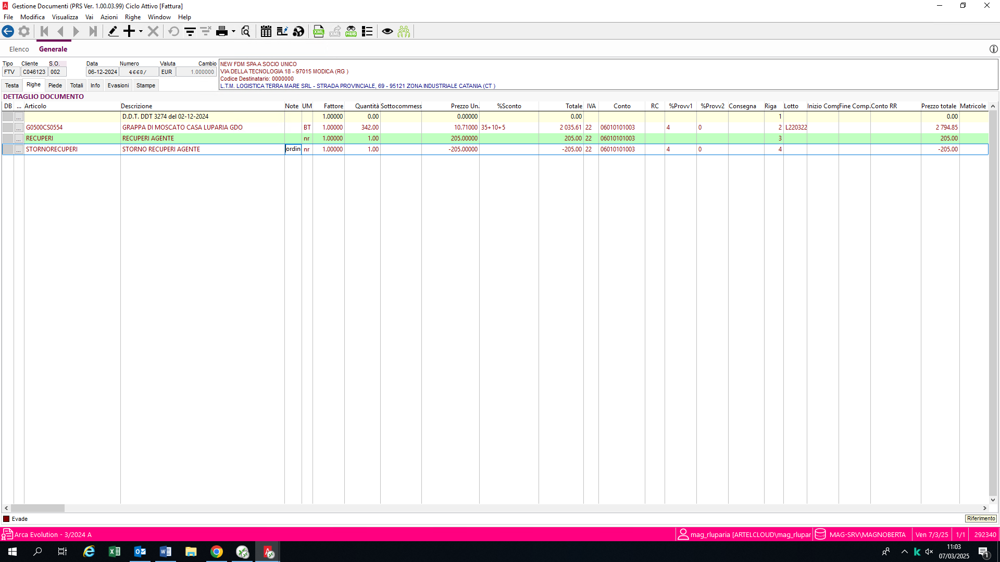 Gestione Documenti (PRS Ver. 1.00.03.99) Ciclo Attivo [Fattura]
File Modifica Visualizza Vai Azioni Righe Window Help
XML XML HUB
Elenco Generale
Tipo Cliente S.O. Data Numero Valuta Cambio
FTV C046123 002 06-12-2024 4668/ EUR 1.000000
NEW FDM SPA A SOCIO UNICO
VIA DELLA TECNOLOGIA 18 - 97015 MODICA (RG )
Codice Destinatario: 0000000
L.T.M. LOGISTICA TERRA MARE SRL - STRADA PROVINCIALE, 69 - 95121 ZONA INDUSTRIALE CATANIA (CT )
Testa Righe Piede Totali Info Evasioni Stampe
DETTAGLIO DOCUMENTO
DB ... Articolo Descrizione Note UM Fattore Quantità Sottocommess Prezzo Un. %Sconto Totale IVA Conto RC %Provv1 %Provv2 Consegna Riga Lotto Inizio Comp Fine Comp. Conto RR Prezzo totale Matricole
... D.D.T. DDT 3274 del 02-12-2024 1.00000 0.00 0.00000 0.00 1 0.00
... G0500CS0554 GRAPPA DI MOSCATO CASA LUPARIA GDO BT 1.00000 342.00 10.71000 35+10+5 2 035.61 22 06010101003 4 0 2 L220322 2 794.85
... RECUPERI RECUPERI AGENTE nr 1.00000 1.00 205.00000 205.00 22 06010101003 3 205.00
... STORNORECUPERI STORNO RECUPERI AGENTE ordin nr 1.00000 1.00 -205.00000 -205.00 22 06010101003 4 0 4 -205.00
Evade Riferimento
Arca Evolution - 3/2024 A mag_rluparia [ARTELCLOUD\mag_rlupar MAG-SRV\MAGNOBERTA Ven 7/3/25 1/1 292340
11:03
07/03/2025
1